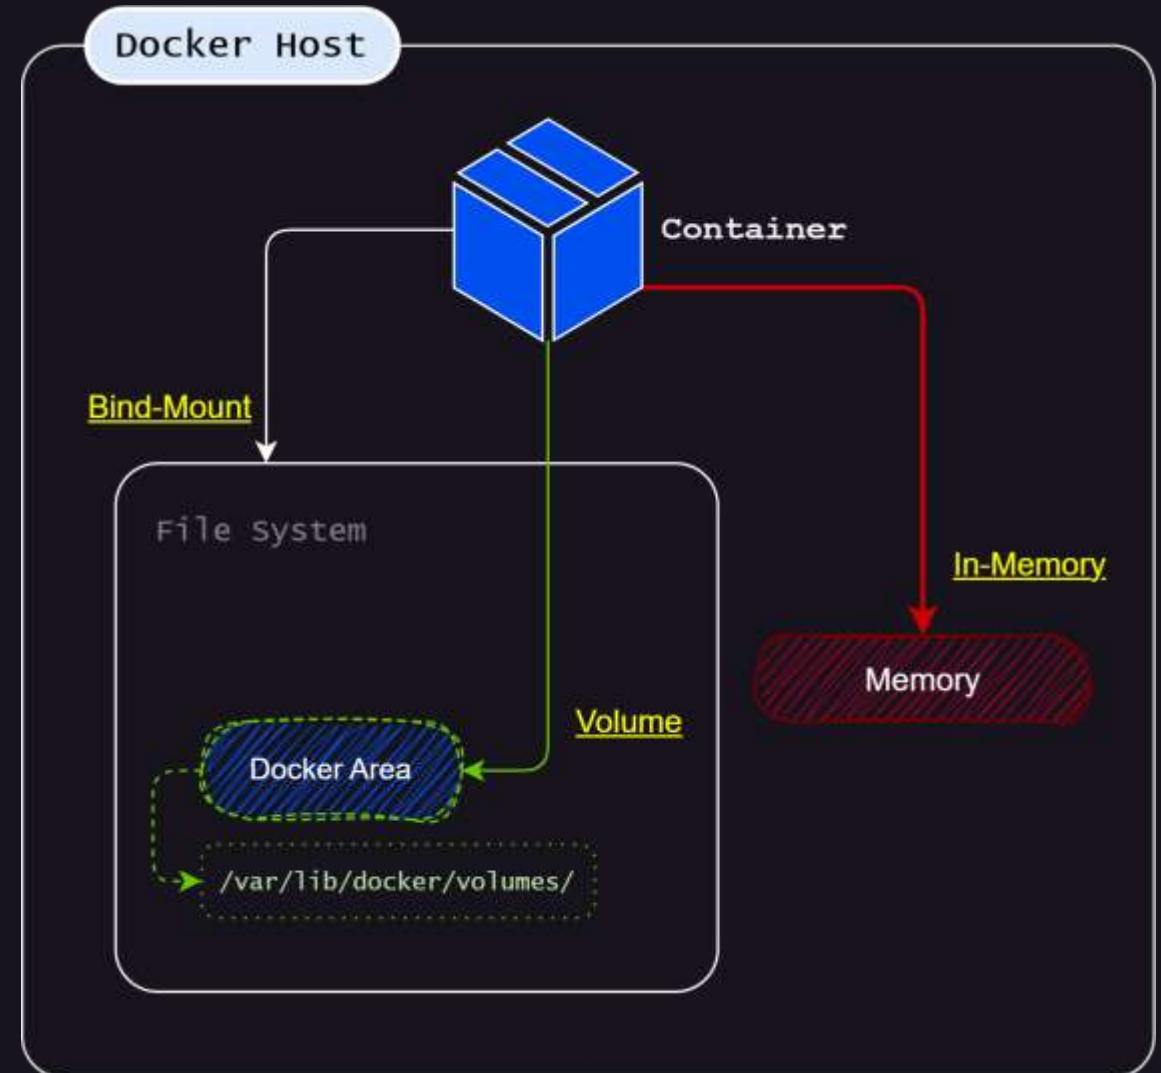 Docker Host
Container
Bind-Mount
File System
In-Memory
Memory
Volume
Docker Area
/var/lib/docker/volumes/